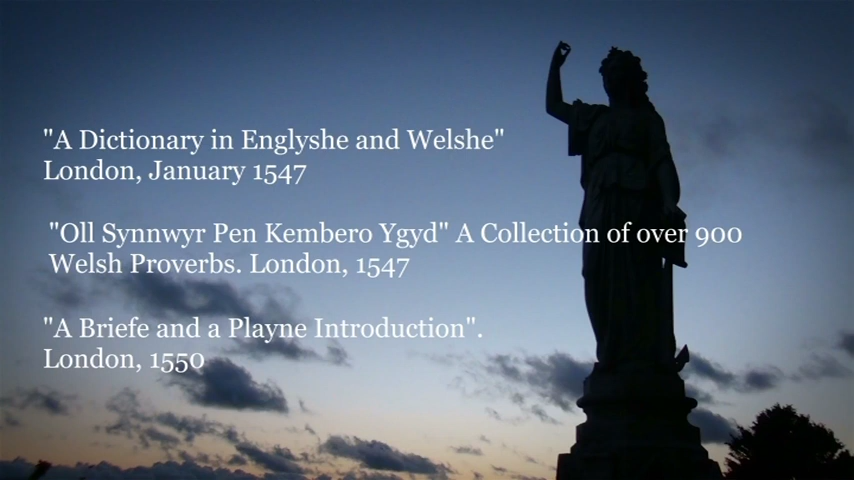 "A Dictionary in Englyshe and Welshe"
London, January 1547
"Oll Synnwyr Pen Kembero Ygyd" A Collection of over 900
Welsh Proverbs. London, 1547
"A Briefe and a Playne Introduction".
London, 1550